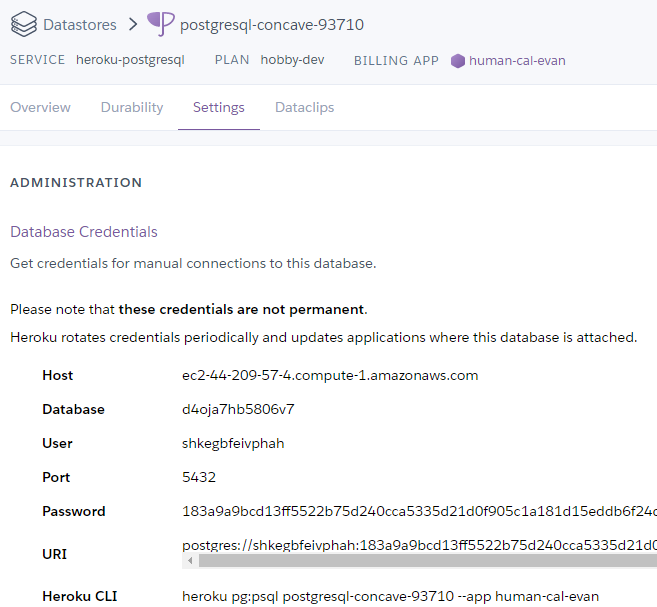 Datastores > postgresql-concave-93710
SERVICE heroku-postgresql PLAN hobby-dev BILLING APP human-cal-evan
Overview Durability Settings Dataclips
ADMINISTRATION
Database Credentials
Get credentials for manual connections to this database.
Please note that these credentials are not permanent.
Heroku rotates credentials periodically and updates applications where this database is attached.
Host ec2-44-209-57-4.compute-1.amazonaws.com
Database d4oja7hb5806v7
User shkegbfeivphah
Port 5432
Password 183a9a9bcd13ff5522b75d240cca5335d21d0f905c1a181d15eddb6f24c
URI postgres://shkegbfeivphah:183a9a9bcd13ff5522b75d240cca5335d21d0
Heroku CLI heroku pg:psql postgresql-concave-93710 --app human-cal-evan